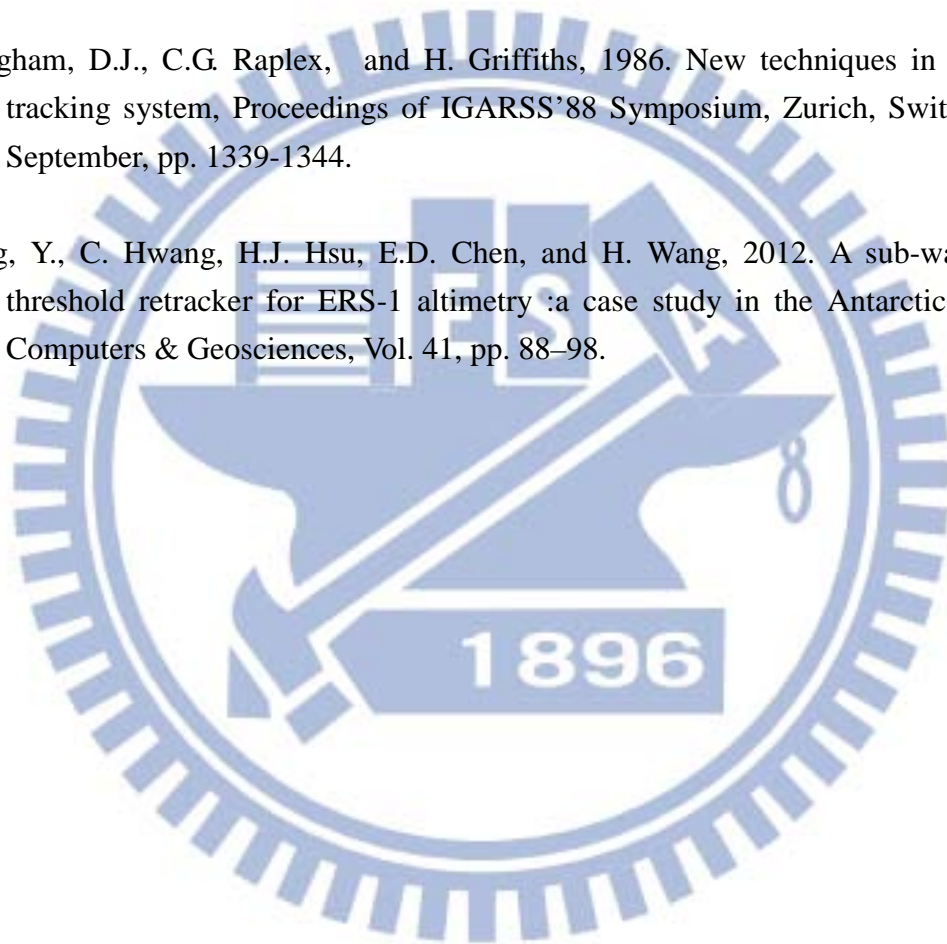 gham, D.J., C.G. Raplex, and H. Griffiths, 1986. New techniques in
tracking system, Proceedings of IGARSS’88 Symposium, Zurich, Swit
September, pp. 1339-1344.
g, Y., C. Hwang, H.J. Hsu, E.D. Chen, and H. Wang, 2012. A sub-wa
threshold retracker for ERS-1 altimetry :a case study in the Antarctic
Computers & Geosciences, Vol. 41, pp. 88–98.
E S A
1896